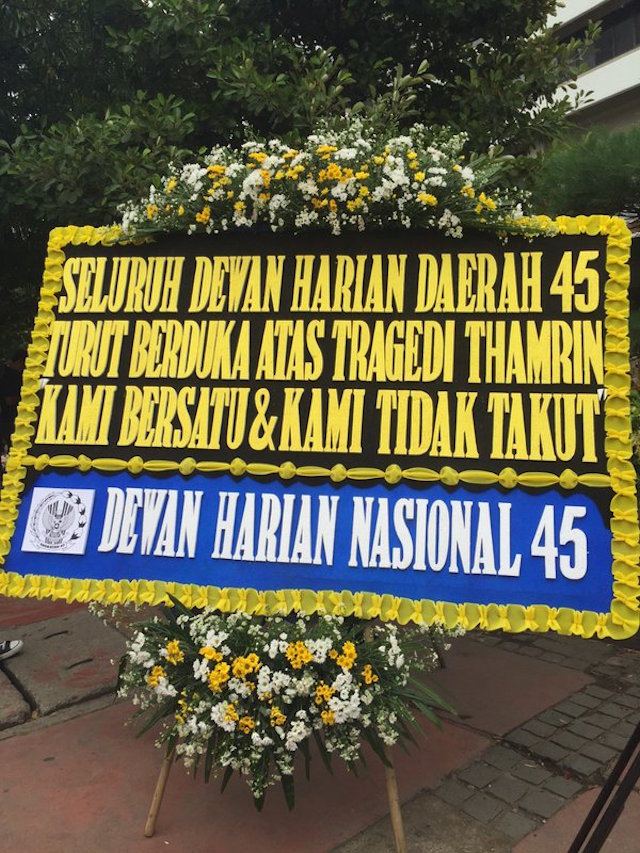 SELURUH DEWAN HARIAN DAERAH 45
TURUT BERDUKA ATAS TRAGEDI THAMRIN
"KAMI BERSATU & KAMI TIDAK TAKUT"
DEWAN HARIAN NASIONAL 45